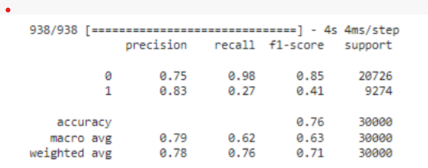 938/938 [==============================] - 4s 4ms/step
precision recall f1-score support
0 0.75 0.98 0.85 20726
1 0.83 0.27 0.41 9274
accuracy 0.76 30000
macro avg 0.79 0.62 0.63 30000
weighted avg 0.78 0.76 0.71 30000